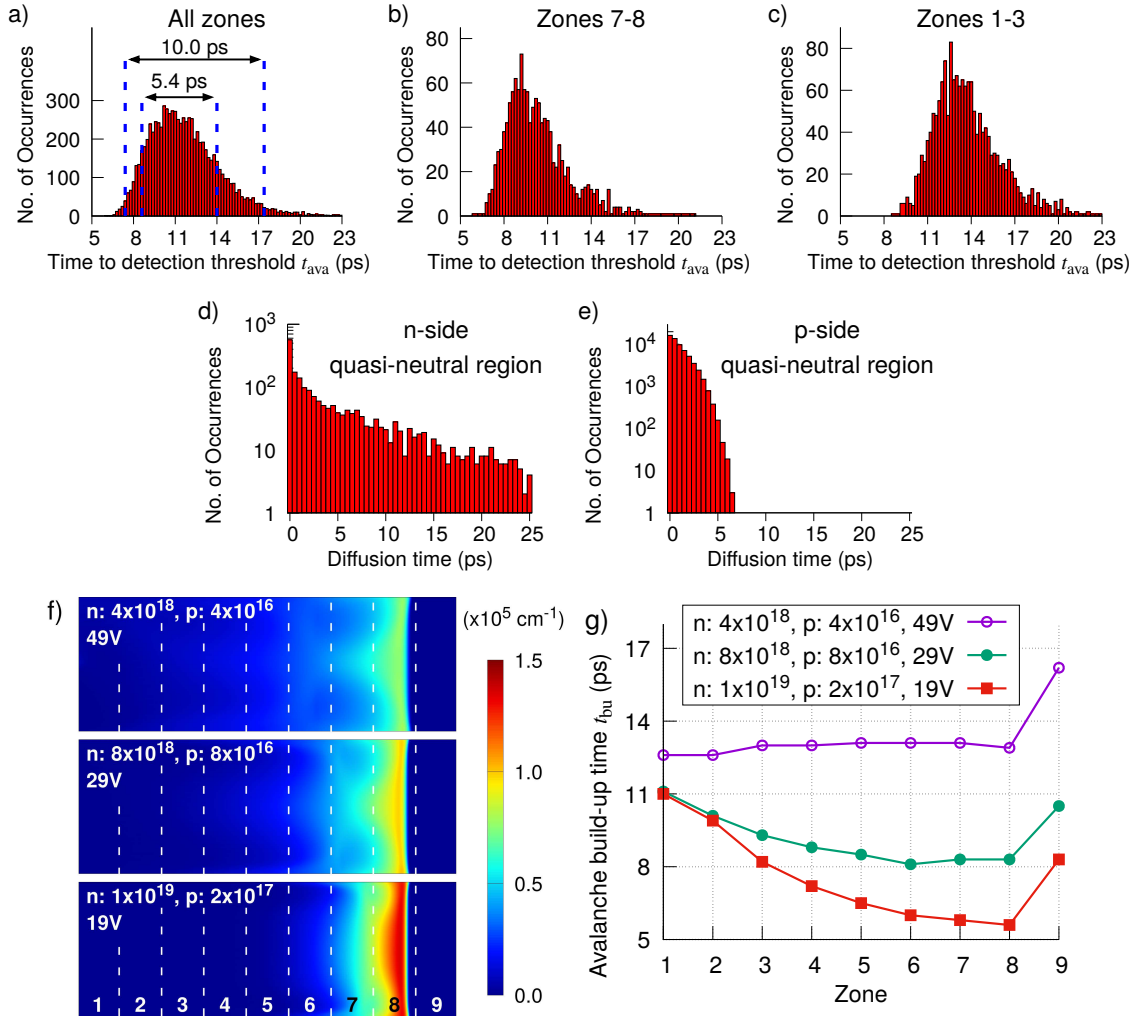 a) All zones
10.0 ps
5.4 ps
No. of Occurrences
300
200
100
0
5 8 11 14 17 20 23
Time to detection threshold tava (ps)
b) Zones 7-8
No. of Occurrences
80
60
40
20
0
5 8 11 14 17 20 23
Time to detection threshold tava (ps)
c) Zones 1-3
No. of Occurrences
80
60
40
20
0
5 8 11 14 17 20 23
Time to detection threshold tava (ps)
d) n-side
quasi-neutral region
No. of Occurrences
10³
10²
10
1
0 5 10 15 20 25
Diffusion time (ps)
e) p-side
quasi-neutral region
No. of Occurrences
10⁴
10³
10²
10
1
0 5 10 15 20 25
Diffusion time (ps)
f)
n: 4x10¹⁸, p: 4x10¹⁶
49V
n: 8x10¹⁸, p: 8x10¹⁶
29V
n: 1x10¹⁹, p: 2x10¹⁷
19V
1 2 3 4 5 6 7 8 9
(x10⁵ cm⁻¹)
1.5
1.0
0.5
0.0
g)
n: 4x10¹⁸, p: 4x10¹⁶, 49V
n: 8x10¹⁸, p: 8x10¹⁶, 29V
n: 1x10¹⁹, p: 2x10¹⁷, 19V
Avalanche build-up time tbu (ps)
17
14
11
8
5
1 2 3 4 5 6 7 8 9
Zone